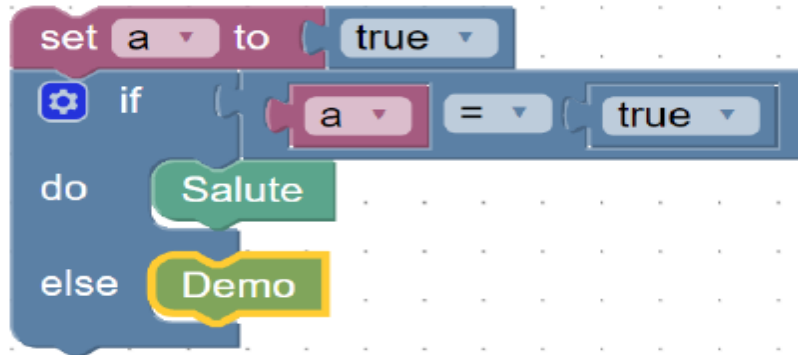 set a to true
if a = true
do Salute
else Demo